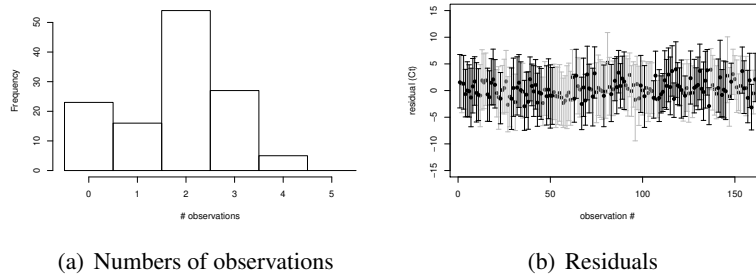 Frequency
50
40
30
20
10
0
0 1 2 3 4 5
# observations
(a) Numbers of observations
residual (Ct)
15
10
5
0
−5
−10
−15
0 50 100 150
observation #
(b) Residuals